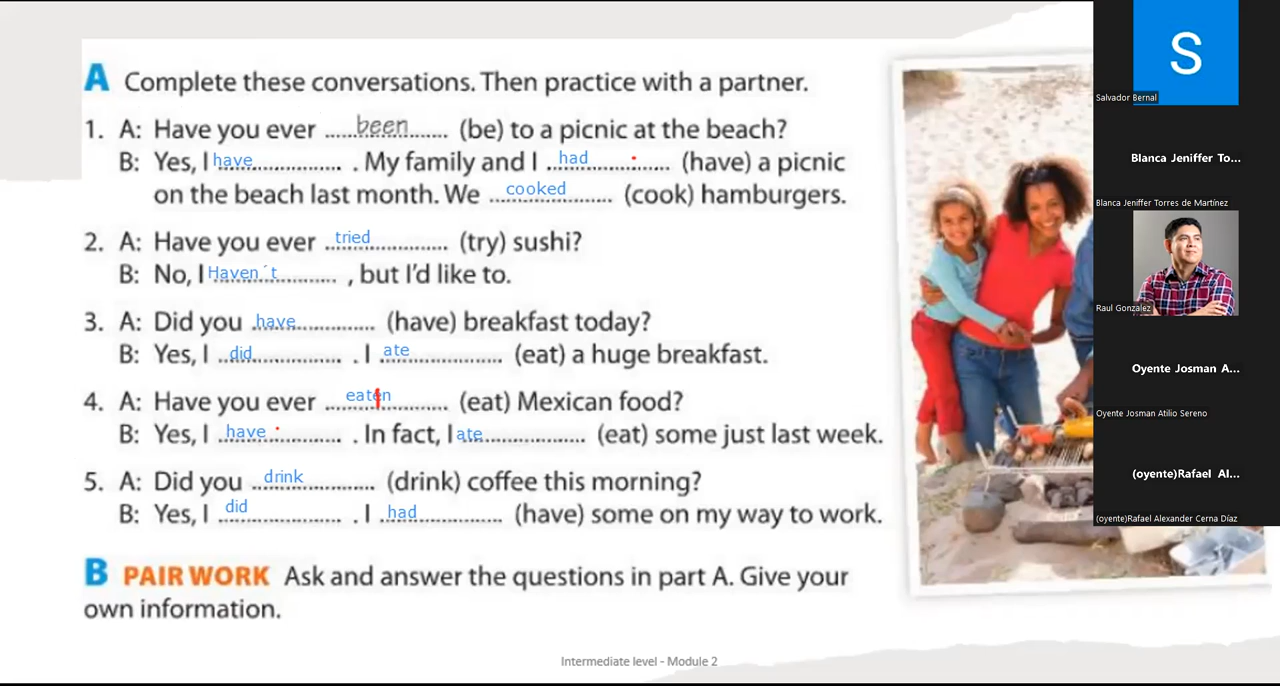 A Complete these conversations. Then practice with a partner.
1. A: Have you ever been (be) to a picnic at the beach?
B: Yes, I have. My family and I had (have) a picnic
on the beach last month. We cooked (cook) hamburgers.
2. A: Have you ever tried (try) sushi?
B: No, I Haven´t, but I'd like to.
3. A: Did you have (have) breakfast today?
B: Yes, I did. I ate (eat) a huge breakfast.
4. A: Have you ever eaten (eat) Mexican food?
B: Yes, I have. In fact, I ate (eat) some just last week.
5. A: Did you drink (drink) coffee this morning?
B: Yes, I did. I had (have) some on my way to work.
B PAIR WORK Ask and answer the questions in part A. Give your
own information.
Intermediate level - Module 2
S
Salvador Bernal
Blanca Jeniffer To...
Blanca Jeniffer Torres de Martínez
Raul Gonzalez
Oyente Josman A...
Oyente Josman Atilio Sereno
(oyente)Rafael Al...
(oyente)Rafael Alexander Cerna Díaz